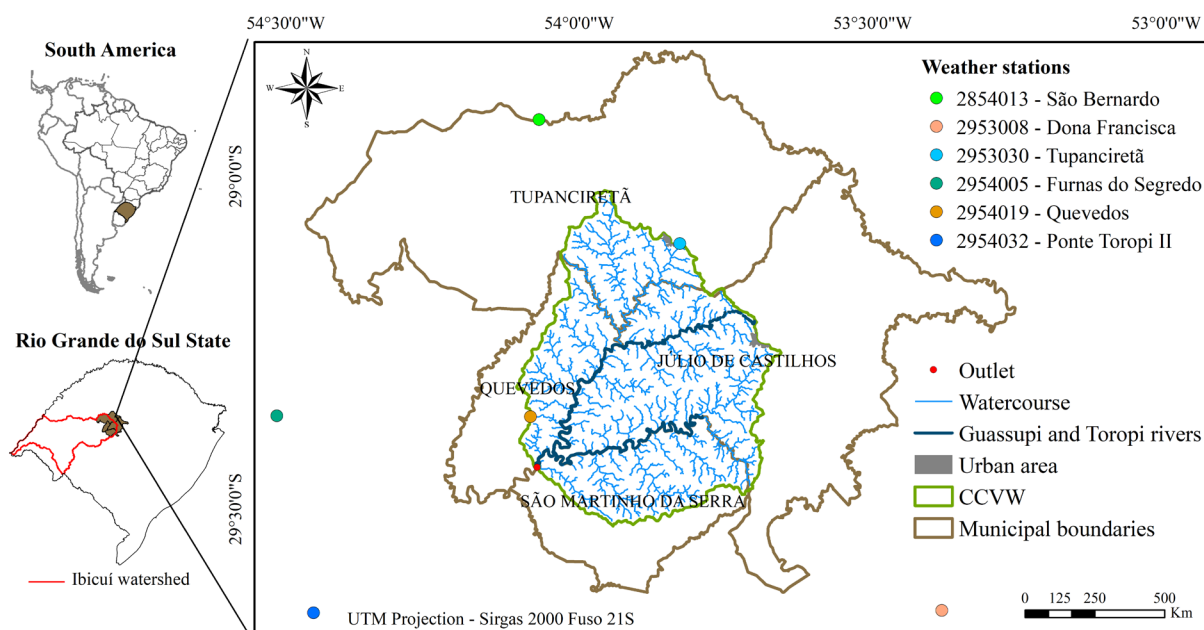 54°30'0"W
54°0'0"W
53°30'0"W
53°0'0"W
South America
N
W
E
S
Weather stations
2854013 - São Bernardo
2953008 - Dona Francisca
2953030 - Tupanciretã
2954005 - Furnas do Segredo
2954019 - Quevedos
2954032 - Ponte Toropi II
29°0'0"S
TUPANCIRETÃ
Rio Grande do Sul State
JÚLIO DE CASTILHOS
QUEVEDOS
Outlet
Watercourse
Guassupi and Toropi rivers
Urban area
CCVW
Municipal boundaries
29°30'0"S
SÃO MARTINHO DA SERRA
Ibicuí watershed
UTM Projection - Sirgas 2000 Fuso 21S
0 125 250 500
Km